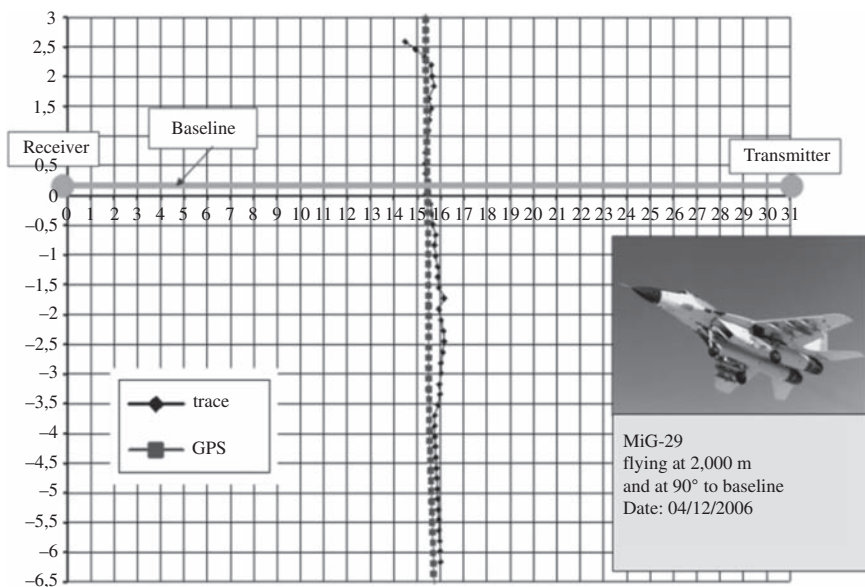 3
2,5
2
1,5
1
Baseline
Receiver
Transmitter
0,5
0
0 1 2 3 4 5 6 7 8 9 10 11 12 13 14 15 16 17 18 19 20 21 22 23 24 25 26 27 28 29 30 31
–0,5
–1
–1,5
–2
–2,5
–3
–3,5
–4
–4,5
–5
–5,5
–6
–6,5
trace
GPS
MiG-29
flying at 2,000 m
and at 90° to baseline
Date: 04/12/2006